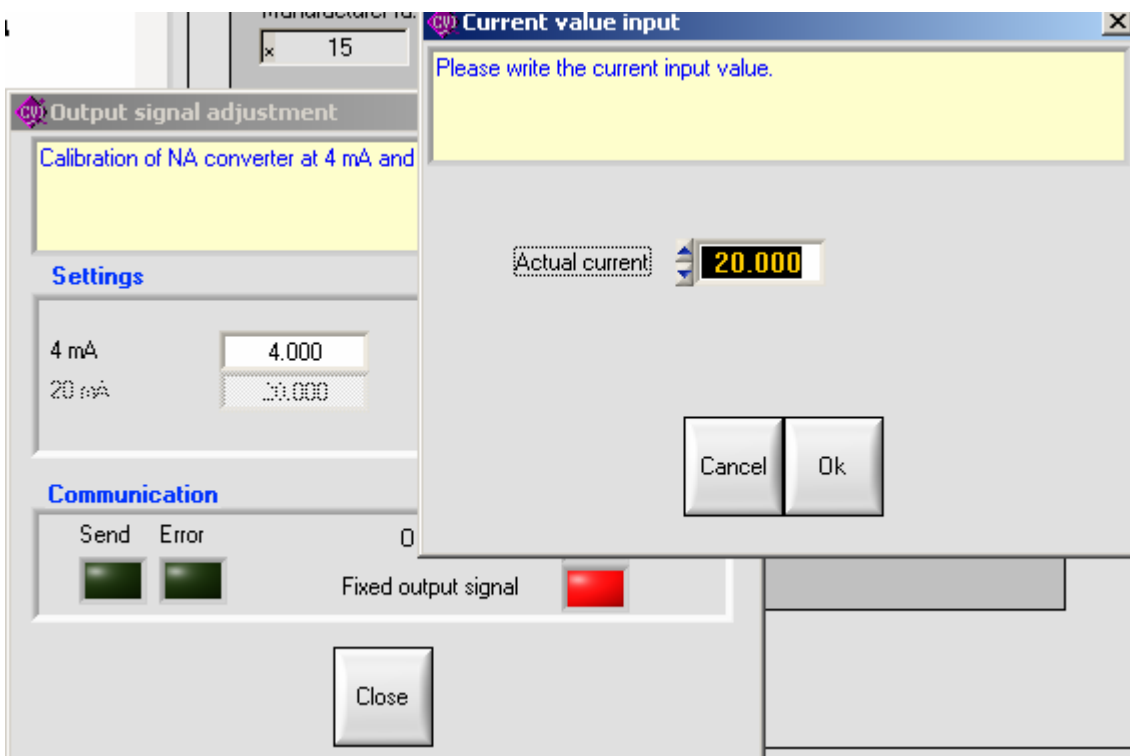 15
Current value input
Please write the current input value.
Output signal adjustment
Calibration of NA converter at 4 mA and
Actual current 20.000
Settings
4 mA 4.000
20 mA 20.000
Cancel Ok
Communication
Send Error
Fixed output signal
Close